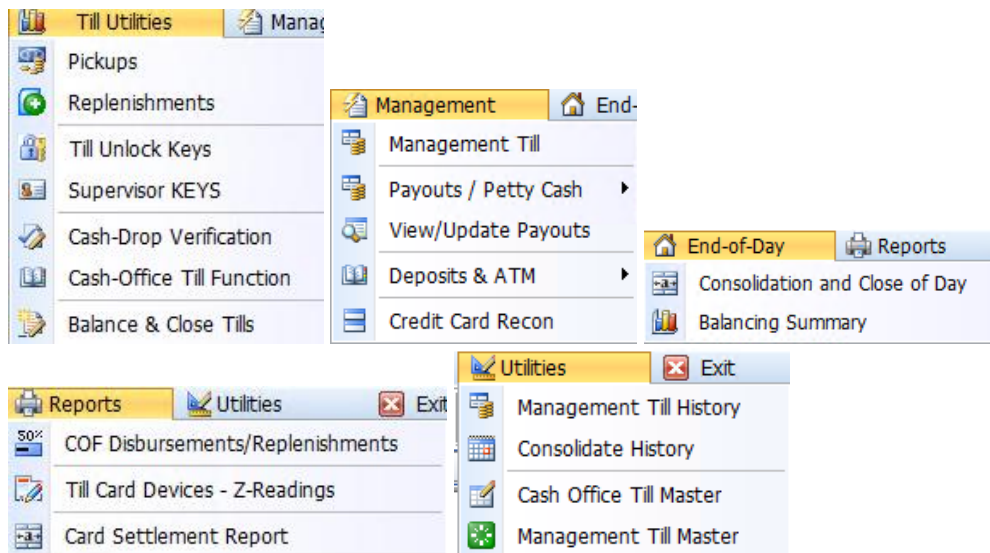 Till Utilities
Pickups
Replenishments
Till Unlock Keys
Supervisor KEYS
Cash-Drop Verification
Cash-Office Till Function
Balance & Close Tills
Management
Management Till
Payouts / Petty Cash
View/Update Payouts
Deposits & ATM
Credit Card Recon
End-of-Day Reports
Consolidation and Close of Day
Balancing Summary
Reports Utilities Exit
50%
COF Disbursements/Replenishments
Till Card Devices - Z-Readings
Card Settlement Report
Utilities Exit
Management Till History
Consolidate History
Cash Office Till Master
Management Till Master